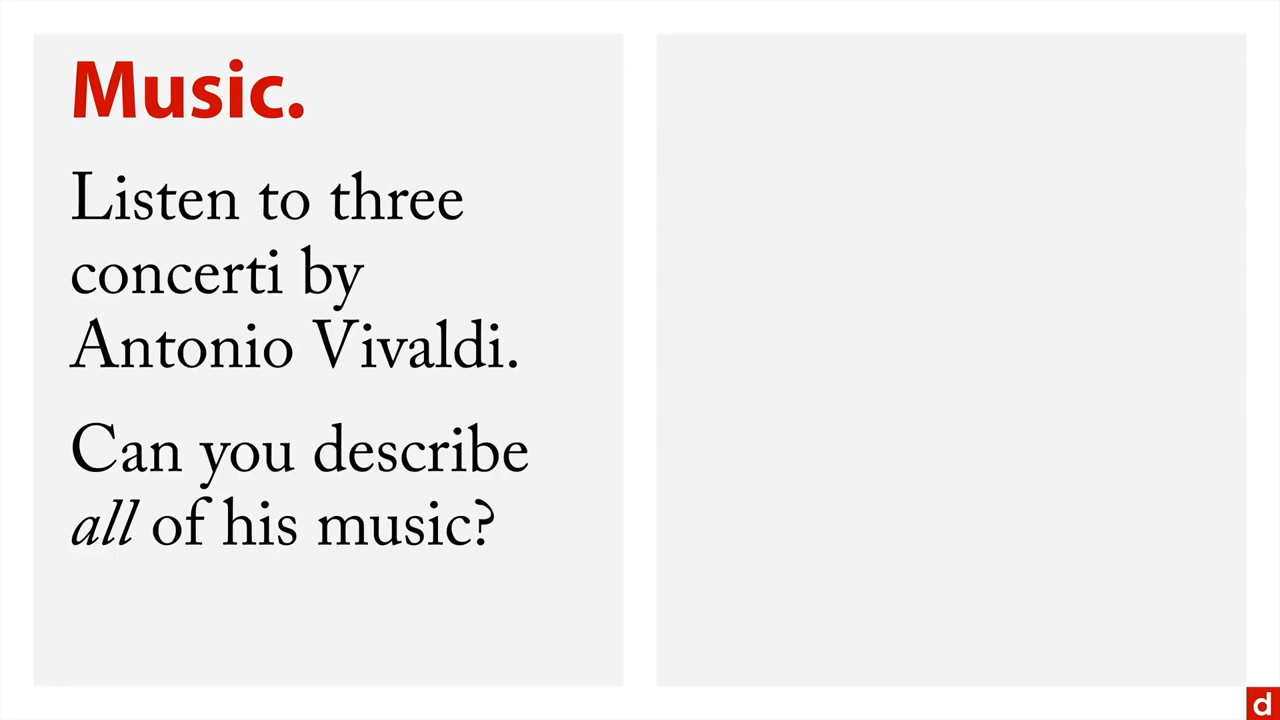 Music.
Listen to three
concerti by
Antonio Vivaldi.
Can you describe
all of his music?
d